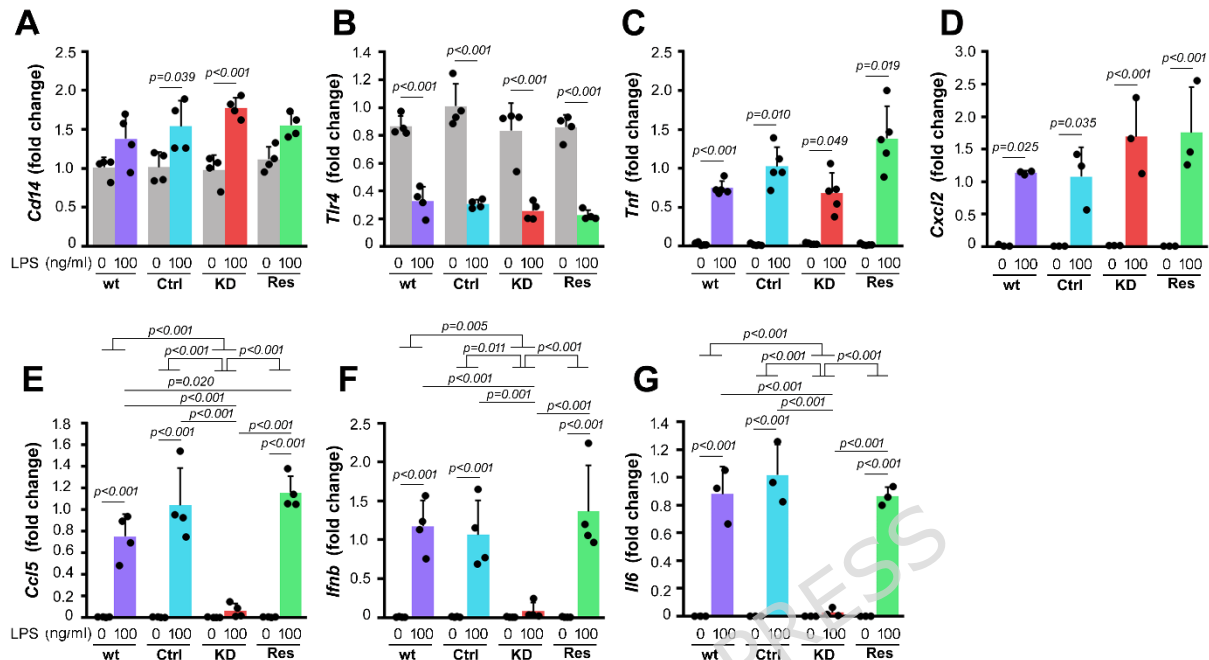 A
B
C
D
Cd14 (fold change)
2.5
2.0
1.5
1.0
0.5
0
p=0.039
p<0.001
Tlr4 (fold change)
1.4
1.2
1.0
0.8
0.6
0.4
0.2
0
p<0.001
p<0.001
p<0.001
p<0.001
Tnf (fold change)
2.5
2.0
1.5
1.0
0.5
0
p<0.001
p=0.010
p=0.049
p=0.019
Cxcl2 (fold change)
3.0
2.5
2.0
1.5
1.0
0.5
0
p=0.025
p=0.035
p<0.001
p<0.001
LPS (ng/ml) 0 100 0 100 0 100 0 100
wt Ctrl KD Res
0 100 0 100 0 100 0 100
wt Ctrl KD Res
0 100 0 100 0 100 0 100
wt Ctrl KD Res
0 100 0 100 0 100 0 100
wt Ctrl KD Res
E
p<0.001
p<0.001 p<0.001
p=0.020
p<0.001
p<0.001
p<0.001
p<0.001
p<0.001
p<0.001
Ccl5 (fold change)
1.8
1.6
1.4
1.2
1.0
0.8
0.6
0.4
0.2
0
LPS (ng/ml) 0 100 0 100 0 100 0 100
wt Ctrl KD Res
F
p=0.005
p=0.011 p<0.001
p<0.001
p=0.001
p<0.001
p<0.001
p<0.001
p<0.001
Ifnb (fold change)
2.5
2.0
1.5
1.0
0.5
0
0 100 0 100 0 100 0 100
wt Ctrl KD Res
G
p<0.001
p<0.001 p<0.001
p<0.001
p<0.001
p<0.001
p<0.001
p<0.001
p<0.001
Il6 (fold change)
1.4
1.2
1.0
0.8
0.6
0.4
0.2
0
0 100 0 100 0 100 0 100
wt Ctrl KD Res
PRESS